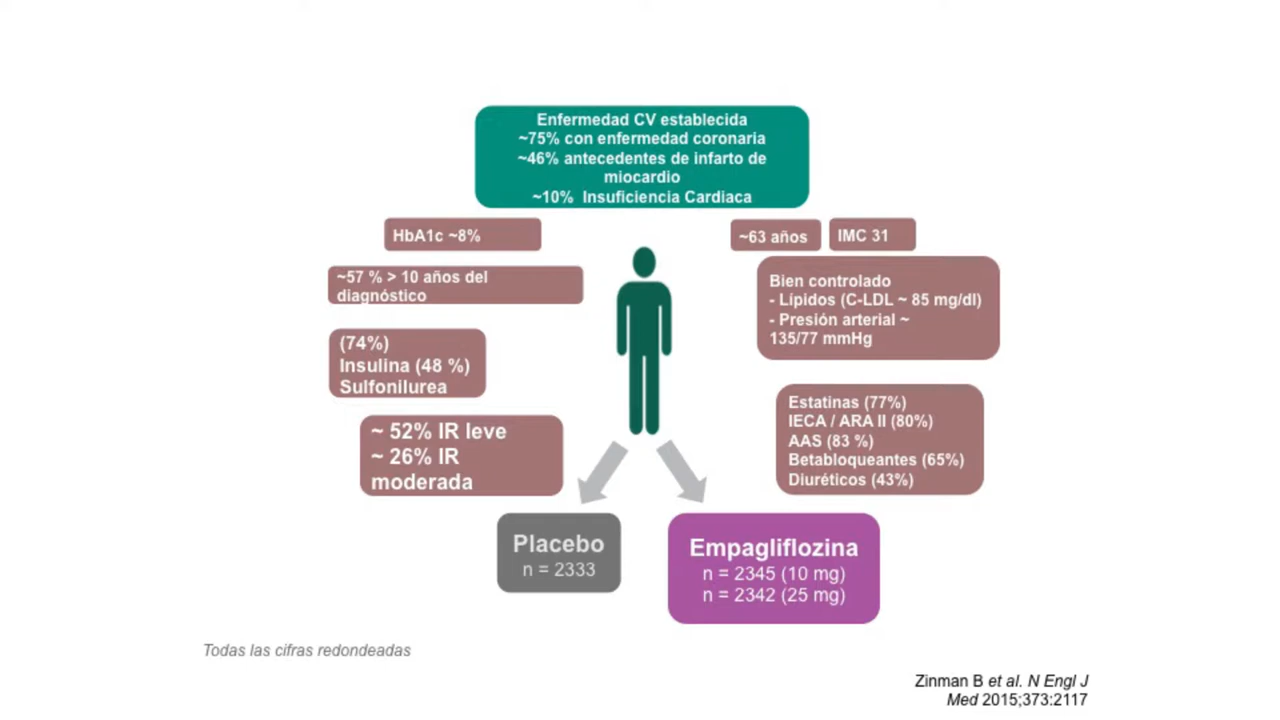 Enfermedad CV establecida
~75% con enfermedad coronaria
~46% antecedentes de infarto de
miocardio
~10% Insuficiencia Cardiaca
HbA1c ~8%
~57 % > 10 años del
diagnóstico
(74%)
Insulina (48 %)
Sulfonilurea
~ 52% IR leve
~ 26% IR
moderada
~63 años
IMC 31
Bien controlado
- Lípidos (C-LDL ~ 85 mg/dl)
- Presión arterial ~
135/77 mmHg
Estatinas (77%)
IECA / ARA II (80%)
AAS (83 %)
Betabloqueantes (65%)
Diuréticos (43%)
Placebo
n = 2333
Empagliflozina
n = 2345 (10 mg)
n = 2342 (25 mg)
Todas las cifras redondeadas
Zinman B et al. N Engl J
Med 2015;373:2117